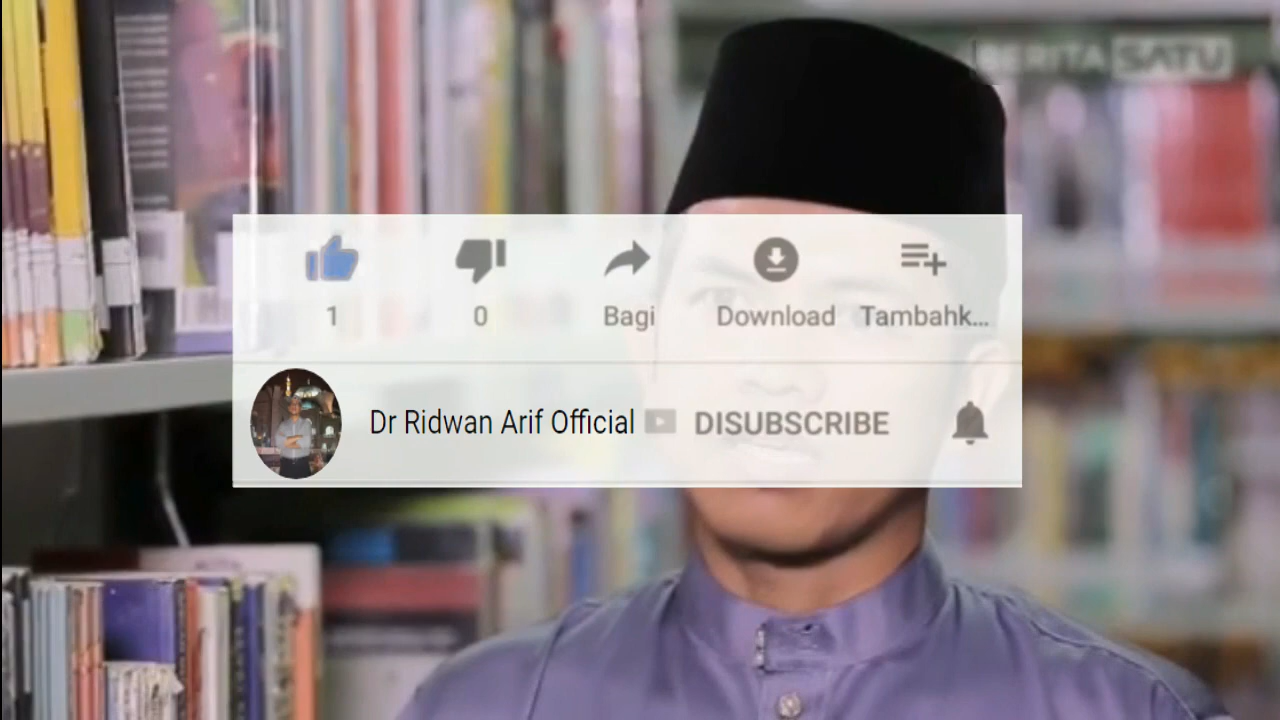 BERITA SATU
1 0 Bagi Download Tambahk...
Dr Ridwan Arif Official DISUBSCRIBE